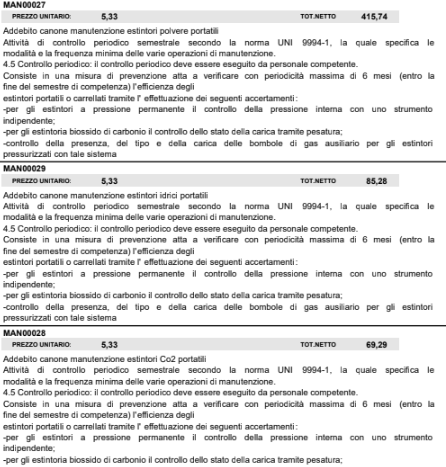 MAN00027
PREZZO UNITARIO: 5,33 TOT.NETTO 415,74
Addebito canone manutenzione estintori polvere portatili
Attività di controllo periodico semestrale secondo la norma UNI 9994-1, la quale specifica le
modalità e la frequenza minima delle varie operazioni di manutenzione.
4.5 Controllo periodico: il controllo periodico deve essere eseguito da personale competente.
Consiste in una misura di prevenzione atta a verificare con periodicità massima di 6 mesi (entro la
fine del semestre di competenza) l'efficienza degli
estintori portatili o carrellati tramite l' effettuazione dei seguenti accertamenti:
-per gli estintori a pressione permanente il controllo della pressione interna con uno strumento
indipendente;
-per gli estintoria biossido di carbonio il controllo dello stato della carica tramite pesatura;
-controllo della presenza, del tipo e della carica delle bombole di gas ausiliario per gli estintori
pressurizzati con tale sistema
MAN00029
PREZZO UNITARIO: 5,33 TOT.NETTO 85,28
Addebito canone manutenzione estintori idrici portatili
Attività di controllo periodico semestrale secondo la norma UNI 9994-1, la quale specifica le
modalità e la frequenza minima delle varie operazioni di manutenzione.
4.5 Controllo periodico: il controllo periodico deve essere eseguito da personale competente.
Consiste in una misura di prevenzione atta a verificare con periodicità massima di 6 mesi (entro la
fine del semestre di competenza) l'efficienza degli
estintori portatili o carrellati tramite l' effettuazione dei seguenti accertamenti:
-per gli estintori a pressione permanente il controllo della pressione interna con uno strumento
indipendente;
-per gli estintoria biossido di carbonio il controllo dello stato della carica tramite pesatura;
-controllo della presenza, del tipo e della carica delle bombole di gas ausiliario per gli estintori
pressurizzati con tale sistema
MAN00028
PREZZO UNITARIO: 5,33 TOT.NETTO 69,29
Addebito canone manutenzione estintori Co2 portatili
Attività di controllo periodico semestrale secondo la norma UNI 9994-1, la quale specifica le
modalità e la frequenza minima delle varie operazioni di manutenzione.
4.5 Controllo periodico: il controllo periodico deve essere eseguito da personale competente.
Consiste in una misura di prevenzione atta a verificare con periodicità massima di 6 mesi (entro la
fine del semestre di competenza) l'efficienza degli
estintori portatili o carrellati tramite l' effettuazione dei seguenti accertamenti:
-per gli estintori a pressione permanente il controllo della pressione interna con uno strumento
indipendente;
-per gli estintoria biossido di carbonio il controllo dello stato della carica tramite pesatura;